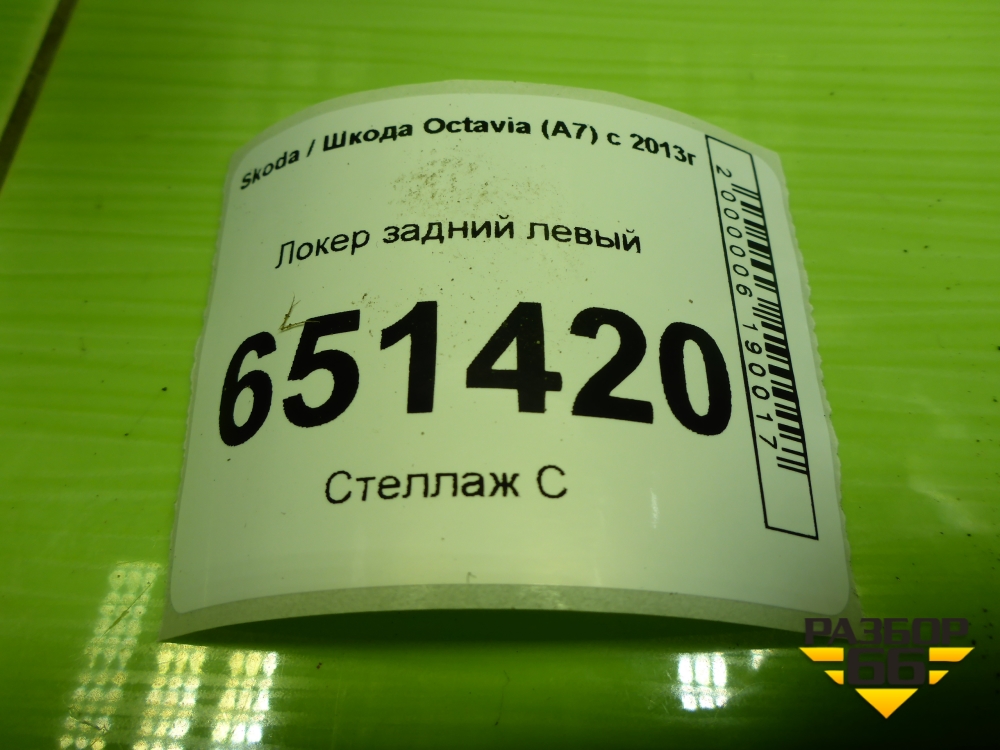 Skoda / Шкода Octavia (A7) с 2013г
Локер задний левый
651420
Стеллаж С
2000006190017
РАЗБОР
66